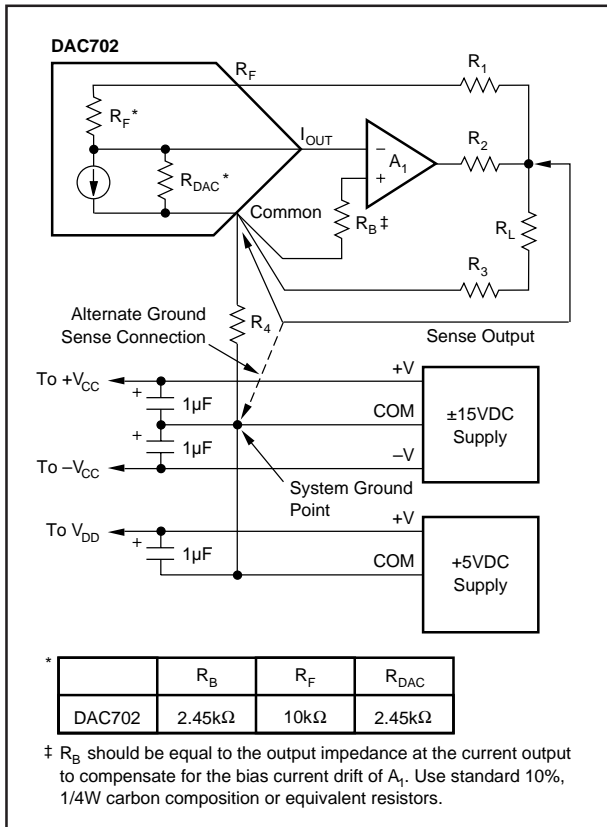 DAC702
R_F
R_1
R_F*
I_OUT
–
A_1
+
R_2
R_DAC*
Common
R_B‡
R_L
R_3
Alternate Ground
Sense Connection
R_4
Sense Output
To +V_CC
+
1µF
+V
COM
±15VDC
Supply
+
1µF
To –V_CC
–V
System Ground
Point
To V_DD
+
1µF
+V
COM
+5VDC
Supply
*
R_B R_F R_DAC
DAC702 2.45kΩ 10kΩ 2.45kΩ
‡ R_B should be equal to the output impedance at the current output
to compensate for the bias current drift of A_1. Use standard 10%,
1/4W carbon composition or equivalent resistors.